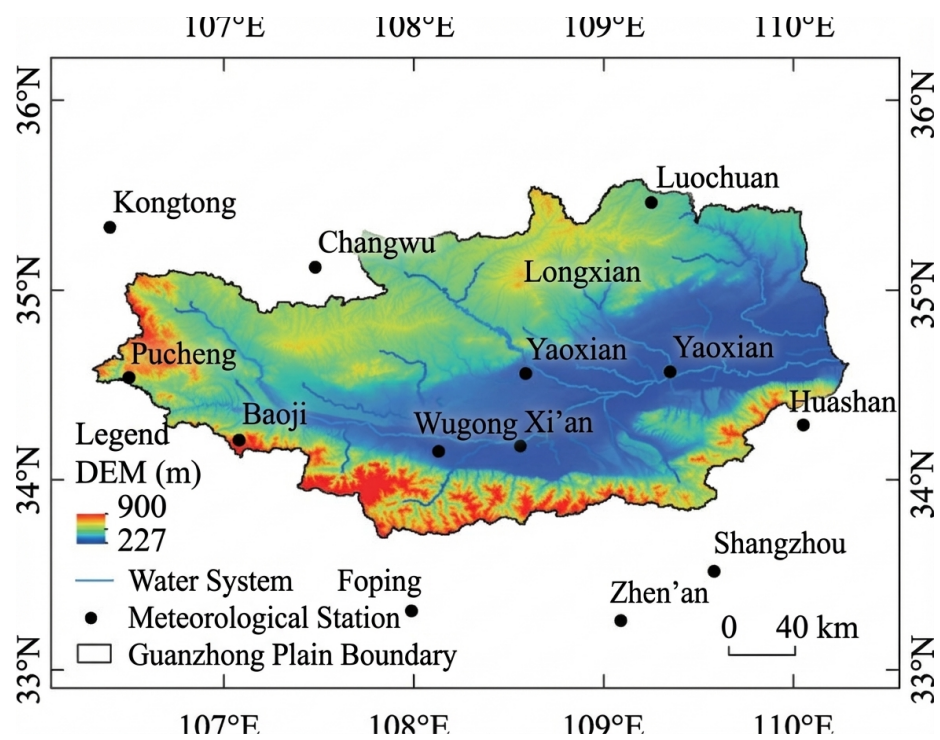 107°E 108°E 109°E 110°E
36°N 36°N
Luochuan
Kongtong
Changwu
Longxian
35°N 35°N
Yaoxian Yaoxian
Pucheng
Huashan
Baoji
Wugong Xi'an
Legend
DEM (m)
34°N 34°N
900
227
Shangzhou
Water System
Foping
Zhen'an
Meteorological Station
0 40 km
Guanzhong Plain Boundary
33°N 33°N
107°E 108°E 109°E 110°E